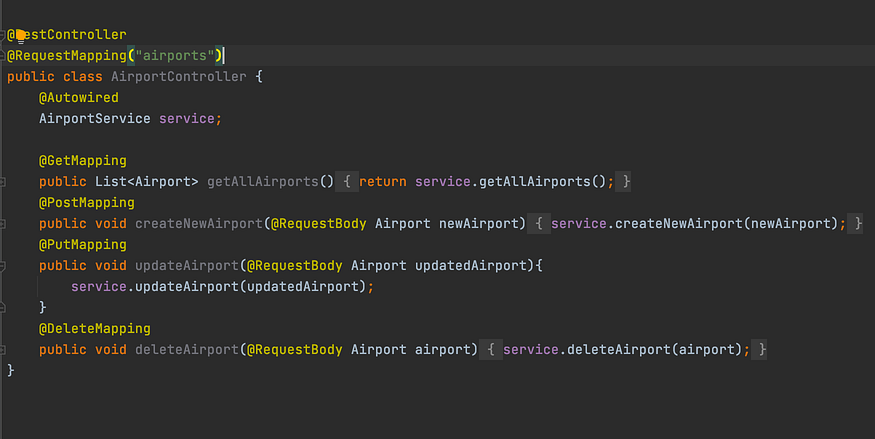 @RestController
@RequestMapping("airports")
public class AirportController {
@Autowired
AirportService service;
@GetMapping
public List<Airport> getAllAirports() { return service.getAllAirports(); }
@PostMapping
public void createNewAirport(@RequestBody Airport newAirport) { service.createNewAirport(newAirport); }
@PutMapping
public void updateAirport(@RequestBody Airport updatedAirport){
service.updateAirport(updatedAirport);
}
@DeleteMapping
public void deleteAirport(@RequestBody Airport airport) { service.deleteAirport(airport); }
}